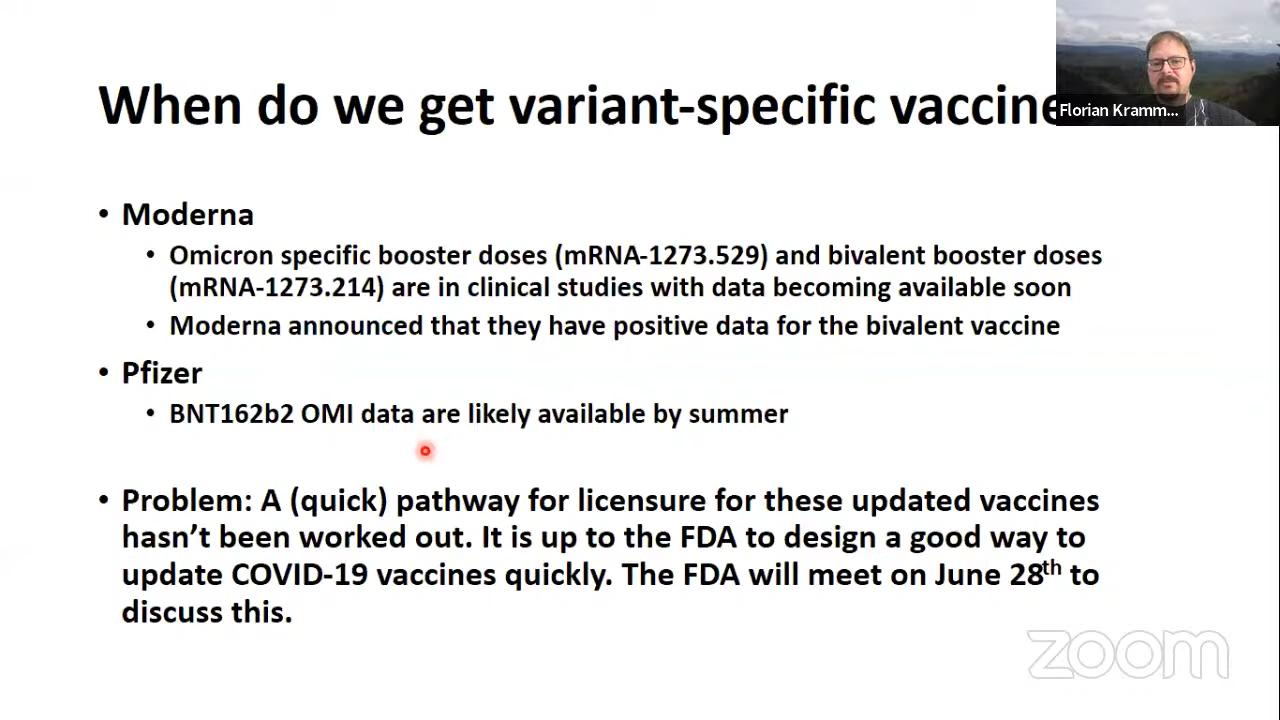 When do we get variant-specific vaccine
Florian Kramm...
• Moderna
• Omicron specific booster doses (mRNA-1273.529) and bivalent booster doses
(mRNA-1273.214) are in clinical studies with data becoming available soon
• Moderna announced that they have positive data for the bivalent vaccine
• Pfizer
• BNT162b2 OMI data are likely available by summer
• Problem: A (quick) pathway for licensure for these updated vaccines
hasn’t been worked out. It is up to the FDA to design a good way to
update COVID-19 vaccines quickly. The FDA will meet on June 28th to
discuss this.
zoom